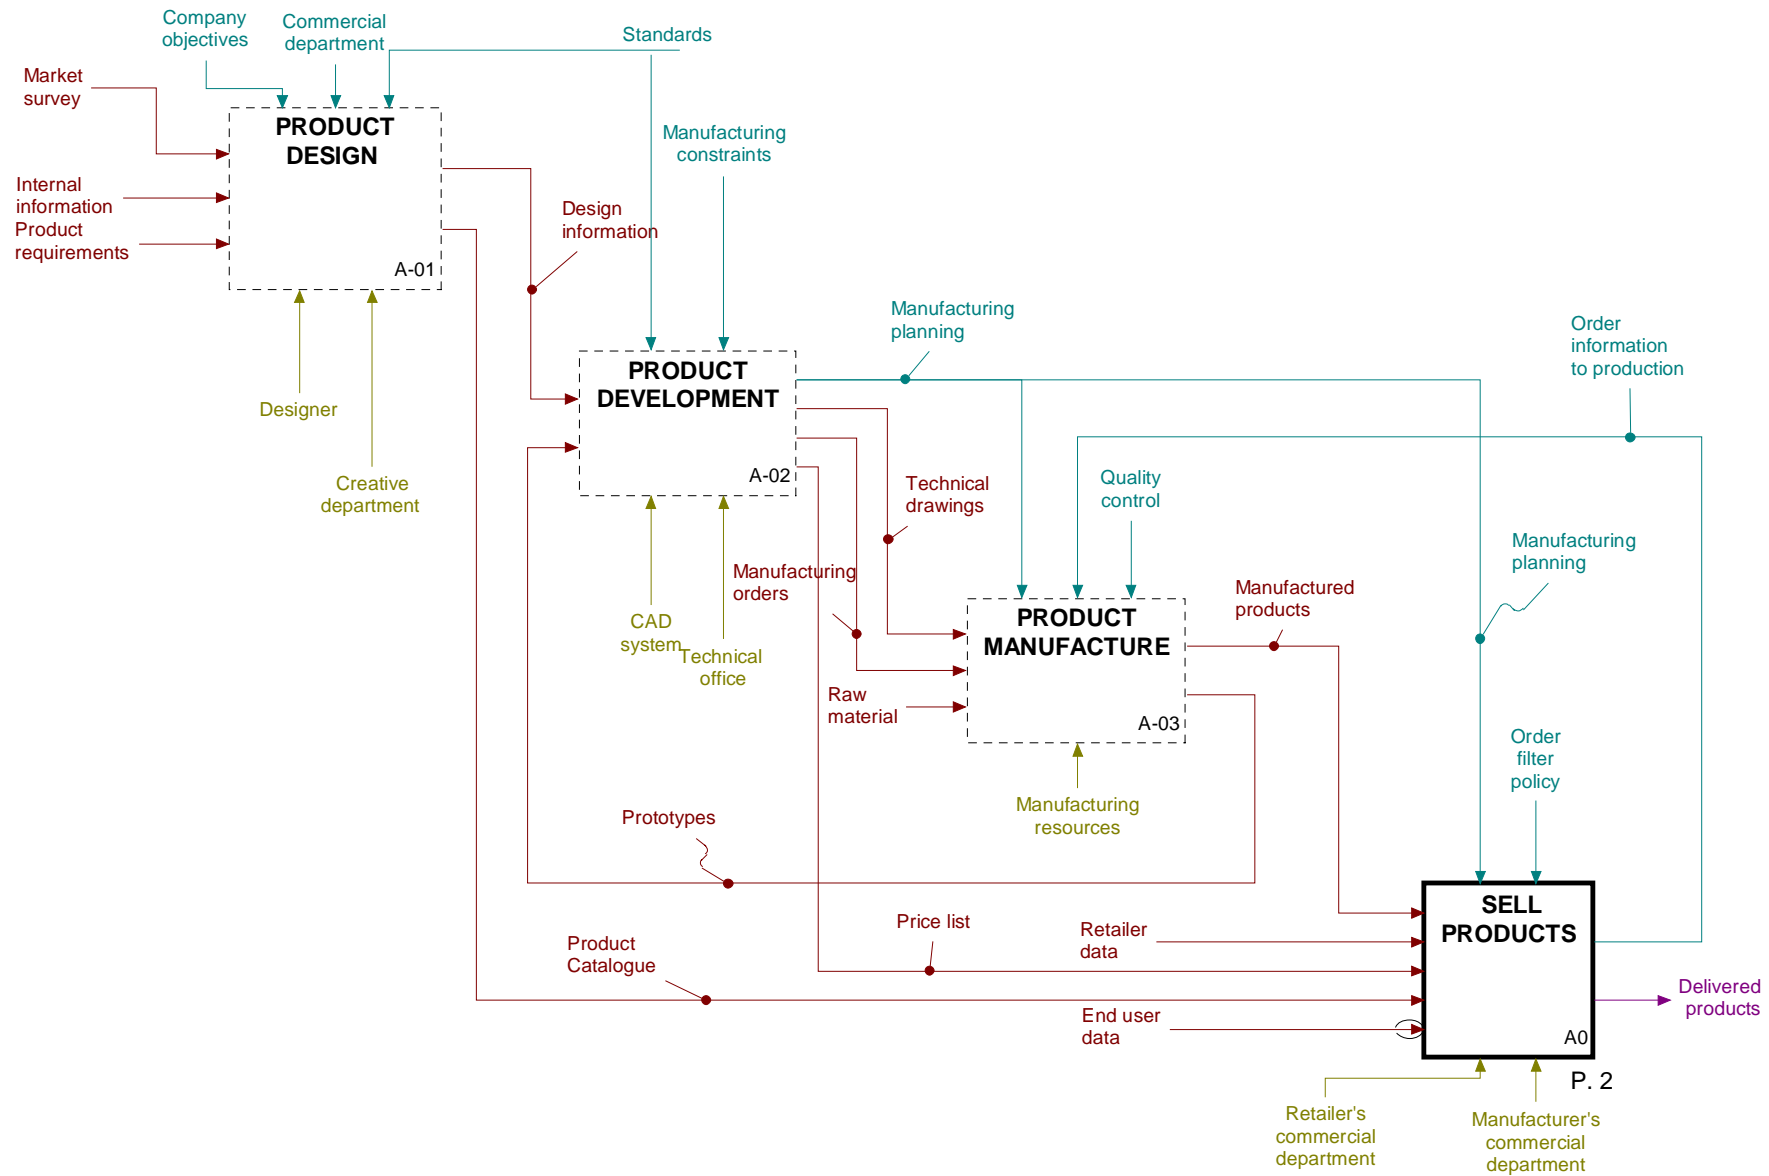 Company
objectives
Commercial
department
Standards
Market
survey
PRODUCT
DESIGN
Manufacturing
constraints
Internal
information
Product
requirements
Design
information
A-01
Manufacturing
planning
Order
information
to production
PRODUCT
DEVELOPMENT
Designer
A-02
Creative
department
Technical
drawings
Quality
control
Manufacturing
planning
Manufacturing
orders
Manufactured
products
PRODUCT
MANUFACTURE
CAD
system
Technical
office
Raw
material
A-03
Order
filter
policy
Manufacturing
resources
Prototypes
SELL
PRODUCTS
Price list
Retailer
data
Product
Catalogue
Delivered
products
End user
data
A0
P. 2
Retailer's
commercial
department
Manufacturer's
commercial
department